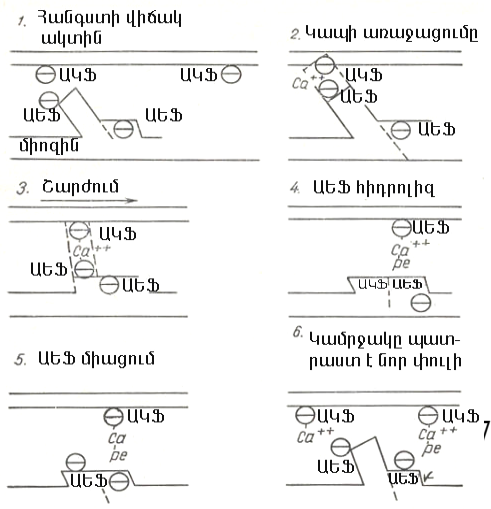 1. Հանգստի վիճակ
ակտին
ԱԿՖ ԱԿՖ
ԱԵՖ ԱԵՖ
միոզին
2. Կապի առաջացումը
ԱԿՖ
Ca++
ԱԵՖ
ԱԵՖ
3. Շարժում
ԱԿՖ
Ca++
ԱԵՖ
ԱԵՖ
4. ԱԵՖ հիդրոլիզ
ԱԵՖ
Ca++
pe
ԱԿՖ ԱԵՖ
5. ԱԵՖ միացում
ԱԿՖ
Ca
pe
ԱԵՖ
6. Կամրջակը պատ-
րաստ է նոր փուլի
ԱԿՖ ԱԿՖ
Ca++ Ca++
pe
ԱԵՖ
ԱԵՖ